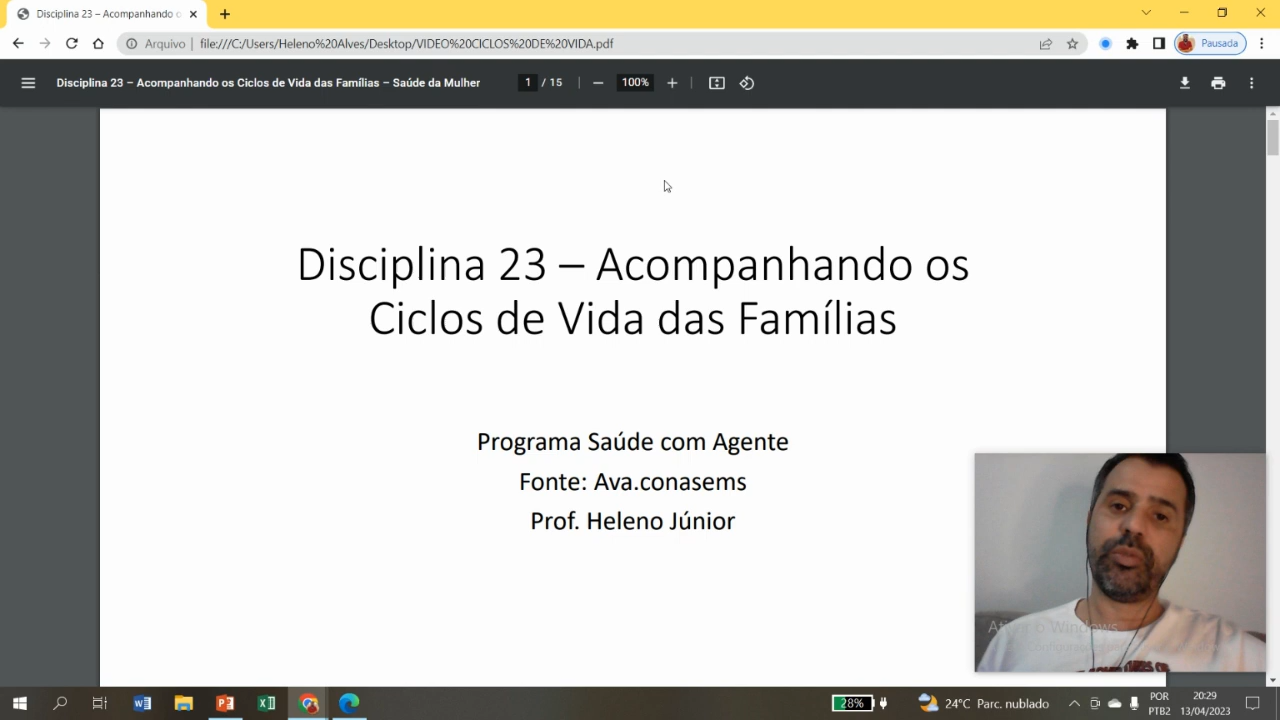 Disciplina 23 – Acompanhando o
Arquivo | file:///C:/Users/Heleno%20Alves/Desktop/VIDEO%20CICLOS%20DE%20VIDA.pdf
Pausada
Disciplina 23 – Acompanhando os Ciclos de Vida das Famílias – Saúde da Mulher
1 / 15
100%
Disciplina 23 – Acompanhando os
Ciclos de Vida das Famílias
Programa Saúde com Agente
Fonte: Ava.conasems
Prof. Heleno Júnior
28%
24°C Parc. nublado
POR
PTB2
20:29
13/04/2023